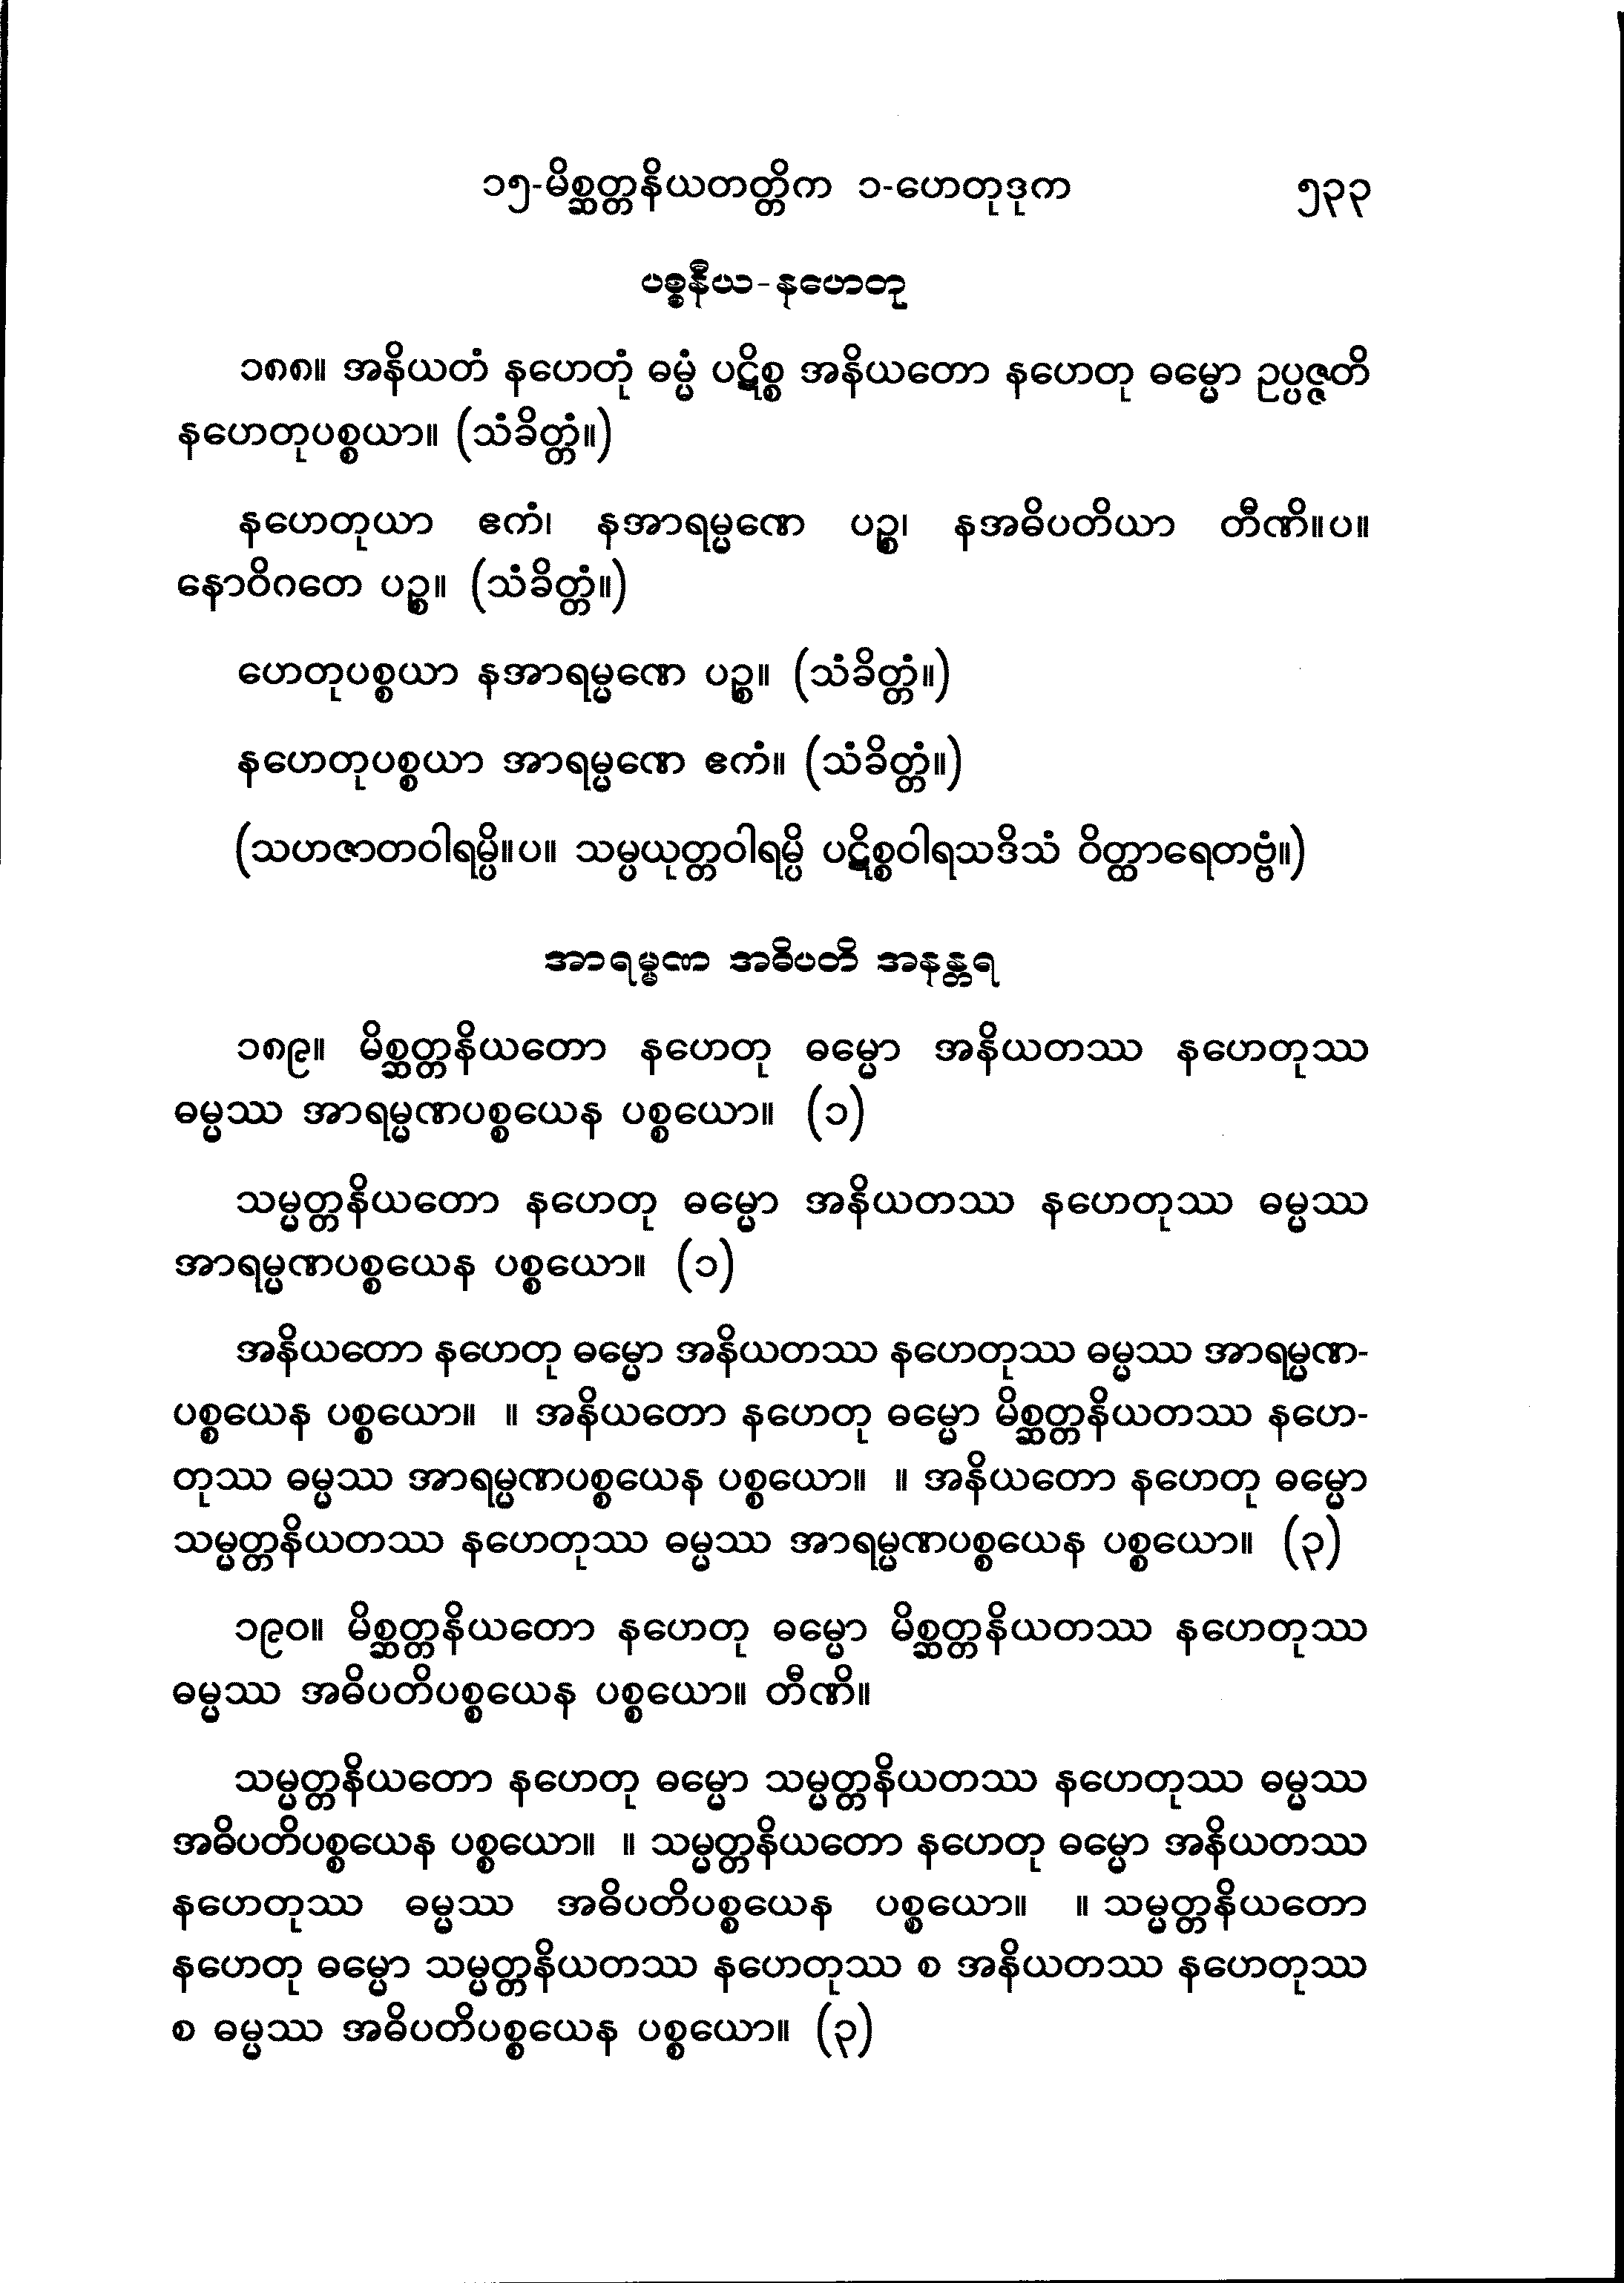 ၁၅-မိစ္ဆတ္တနိယတတ္တိက ၁-ဟေတုဒုက ၅၃၃
ပစ္စနီယ-နဟေတု
၁၈၈။ အနိယတံ နဟေတုံ ဓမ္မံ ပဋိစ္စ အနိယတော နဟေတု ဓမ္မော ဥပ္ပဇ္ဇတိ
နဟေတုပစ္စယာ။ (သံခိတ္တံ။)
နဟေတုယာ ဧကံ၊ နအာရမ္မဏေ ပဉ္စ၊ နအဓိပတိယာ တီဏိ။ပ။
နောဝိဂတေ ပဉ္စ။ (သံခိတ္တံ။)
ဟေတုပစ္စယာ နအာရမ္မဏေ ပဉ္စ။ (သံခိတ္တံ။)
နဟေတုပစ္စယာ အာရမ္မဏေ ဧကံ။ (သံခိတ္တံ။)
(သဟဇာတဝါရမ္ပိ။ပ။ သမ္ပယုတ္တဝါရမ္ပိ ပဋိစ္စဝါရသဒိသံ ဝိတ္ထာရေတဗ္ဗံ။)
အာရမ္မဏ အဓိပတိ အနန္တရ
၁၈၉။ မိစ္ဆတ္တနိယတော နဟေတု ဓမ္မော အနိယတဿ နဟေတုဿ
ဓမ္မဿ အာရမ္မဏပစ္စယေန ပစ္စယော။ (၁)
သမ္မတ္တနိယတော နဟေတု ဓမ္မော အနိယတဿ နဟေတုဿ ဓမ္မဿ
အာရမ္မဏပစ္စယေန ပစ္စယော။ (၁)
အနိယတော နဟေတု ဓမ္မော အနိယတဿ နဟေတုဿ ဓမ္မဿ အာရမ္မဏ-
ပစ္စယေန ပစ္စယော။ ။ အနိယတော နဟေတု ဓမ္မော မိစ္ဆတ္တနိယတဿ နဟေ-
တုဿ ဓမ္မဿ အာရမ္မဏပစ္စယေန ပစ္စယော။ ။ အနိယတော နဟေတု ဓမ္မော
သမ္မတ္တနိယတဿ နဟေတုဿ ဓမ္မဿ အာရမ္မဏပစ္စယေန ပစ္စယော။ (၃)
၁၉၀။ မိစ္ဆတ္တနိယတော နဟေတု ဓမ္မော မိစ္ဆတ္တနိယတဿ နဟေတုဿ
ဓမ္မဿ အဓိပတိပစ္စယေန ပစ္စယော။ တီဏိ။
သမ္မတ္တနိယတော နဟေတု ဓမ္မော သမ္မတ္တနိယတဿ နဟေတုဿ ဓမ္မဿ
အဓိပတိပစ္စယေန ပစ္စယော။ ။ သမ္မတ္တနိယတော နဟေတု ဓမ္မော အနိယတဿ
နဟေတုဿ ဓမ္မဿ အဓိပတိပစ္စယေန ပစ္စယော။ ။ သမ္မတ္တနိယတော
နဟေတု ဓမ္မော သမ္မတ္တနိယတဿ နဟေတုဿ စ အနိယတဿ နဟေတုဿ
စ ဓမ္မဿ အဓိပတိပစ္စယေန ပစ္စယော။ (၃)